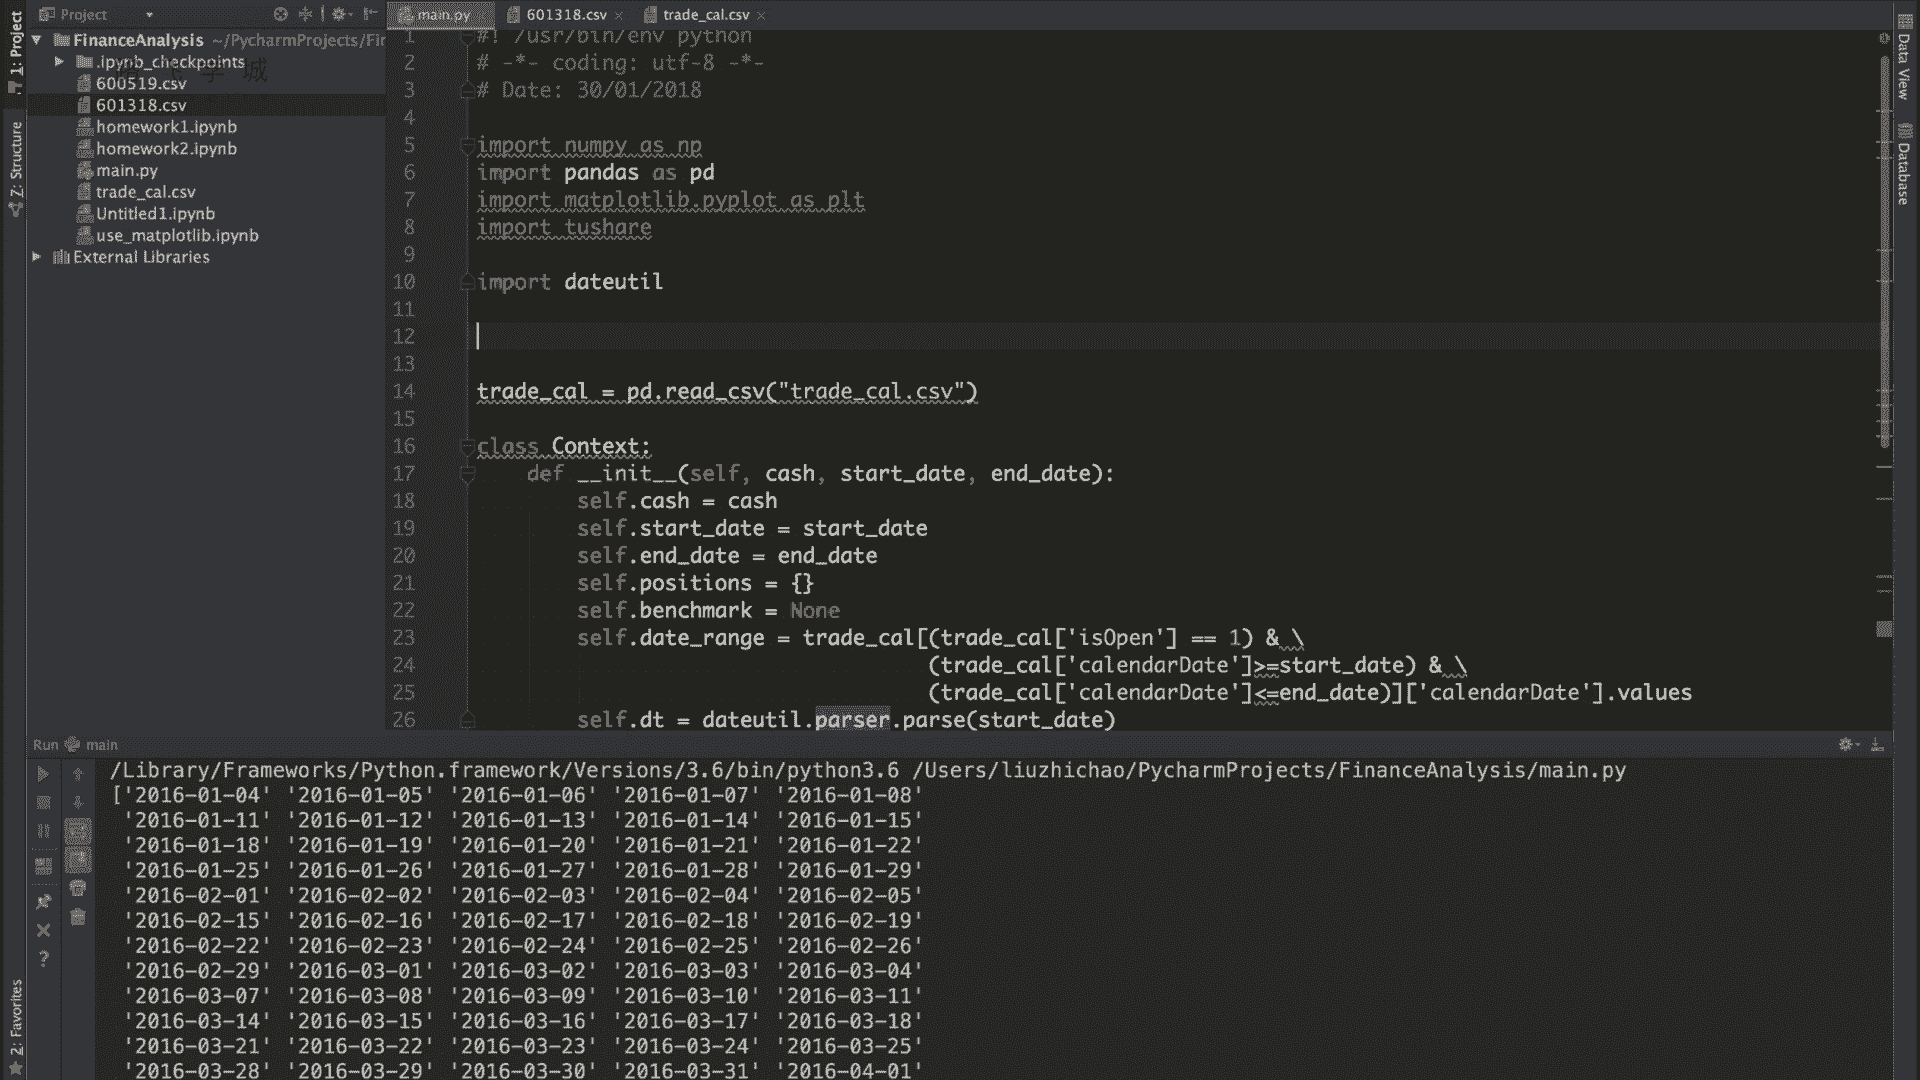 Project
main.py
601318.csv
trade_cal.csv
1: Project
FinanceAnalysis ~/PycharmProjects/Fi
.ipynb_checkpoints
600519.csv
601318.csv
homework1.ipynb
homework2.ipynb
main.py
trade_cal.csv
Untitled1.ipynb
use_matplotlib.ipynb
External Libraries
Z: Structure
2: Favorites
Data View
Database
1 #! /usr/bin/env python
2 # -*- coding: utf-8 -*-
3 # Date: 30/01/2018
4
5 import numpy as np
6 import pandas as pd
7 import matplotlib.pyplot as plt
8 import tushare
9
10 import dateutil
11
12
13
14 trade_cal = pd.read_csv("trade_cal.csv")
15
16 class Context:
17 def __init__(self, cash, start_date, end_date):
18 self.cash = cash
19 self.start_date = start_date
20 self.end_date = end_date
21 self.positions = {}
22 self.benchmark = None
23 self.date_range = trade_cal[(trade_cal['isOpen'] == 1) & \
24 (trade_cal['calendarDate']>=start_date) & \
25 (trade_cal['calendarDate']<=end_date)]['calendarDate'].values
26 self.dt = dateutil.parser.parse(start_date)
Run main
/Library/Frameworks/Python.framework/Versions/3.6/bin/python3.6 /Users/liuzhichao/PycharmProjects/FinanceAnalysis/main.py
['2016-01-04' '2016-01-05' '2016-01-06' '2016-01-07' '2016-01-08'
'2016-01-11' '2016-01-12' '2016-01-13' '2016-01-14' '2016-01-15'
'2016-01-18' '2016-01-19' '2016-01-20' '2016-01-21' '2016-01-22'
'2016-01-25' '2016-01-26' '2016-01-27' '2016-01-28' '2016-01-29'
'2016-02-01' '2016-02-02' '2016-02-03' '2016-02-04' '2016-02-05'
'2016-02-15' '2016-02-16' '2016-02-17' '2016-02-18' '2016-02-19'
'2016-02-22' '2016-02-23' '2016-02-24' '2016-02-25' '2016-02-26'
'2016-02-29' '2016-03-01' '2016-03-02' '2016-03-03' '2016-03-04'
'2016-03-07' '2016-03-08' '2016-03-09' '2016-03-10' '2016-03-11'
'2016-03-14' '2016-03-15' '2016-03-16' '2016-03-17' '2016-03-18'
'2016-03-21' '2016-03-22' '2016-03-23' '2016-03-24' '2016-03-25'
'2016-03-28' '2016-03-29' '2016-03-30' '2016-03-31' '2016-04-01'